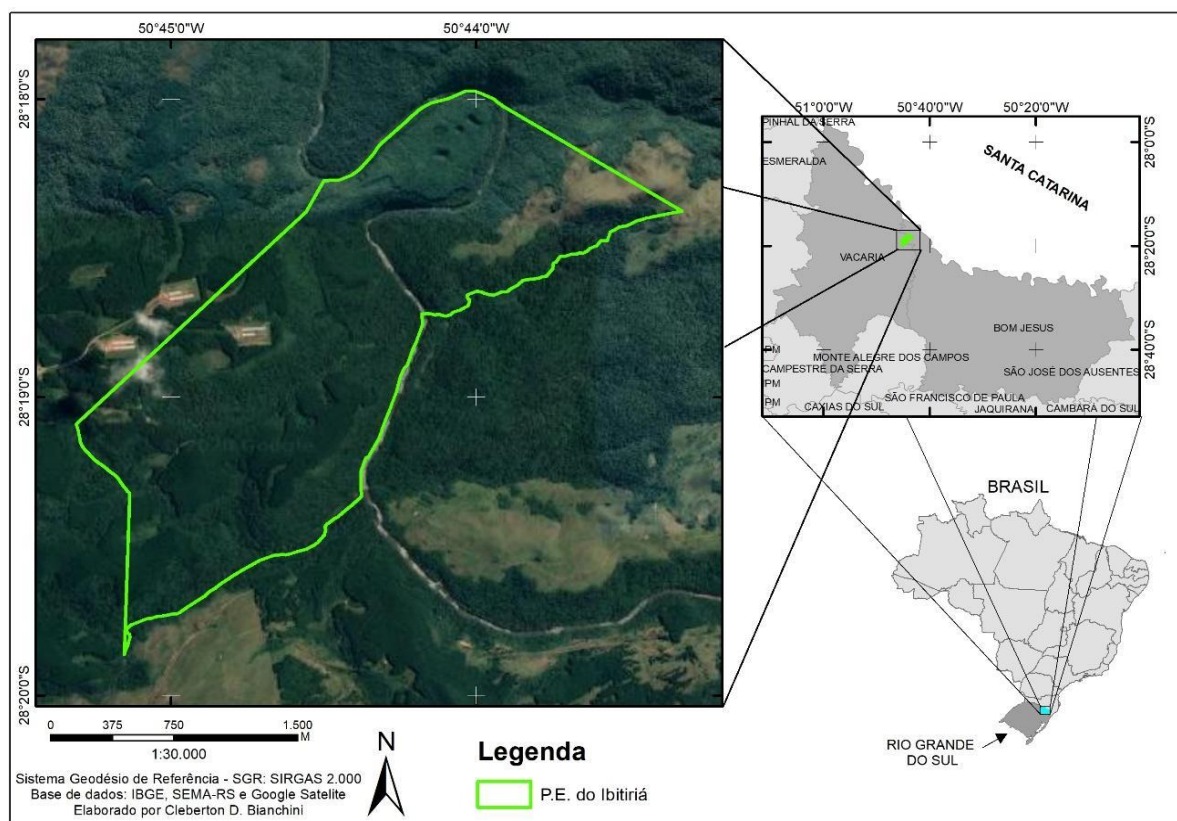 50°45'0"W
50°44'0"W
28°18'0"S
28°19'0"S
28°20'0"S
51°0'0"W
50°40'0"W
50°20'0"W
28°0'0"S
28°20'0"S
28°40'0"S
PINHAL DA SERRA
ESMERALDA
SANTA CATARINA
VACARIA
BOM JESUS
PM
MONTE ALEGRE DOS CAMPOS
CAMPESTRE DA SERRA
SÃO JOSÉ DOS AUSENTES
PM
SÃO FRANCISCO DE PAULA
PM
CAXIAS DO SUL
JAQUIRANA
CAMBARÁ DO SUL
BRASIL
RIO GRANDE
DO SUL
0 375 750 1.500
M
1:30.000
N
Sistema Geodésio de Referência - SGR: SIRGAS 2.000
Base de dados: IBGE, SEMA-RS e Google Satelite
Elaborado por Cleberton D. Bianchini
Legenda
P.E. do Ibitiriá